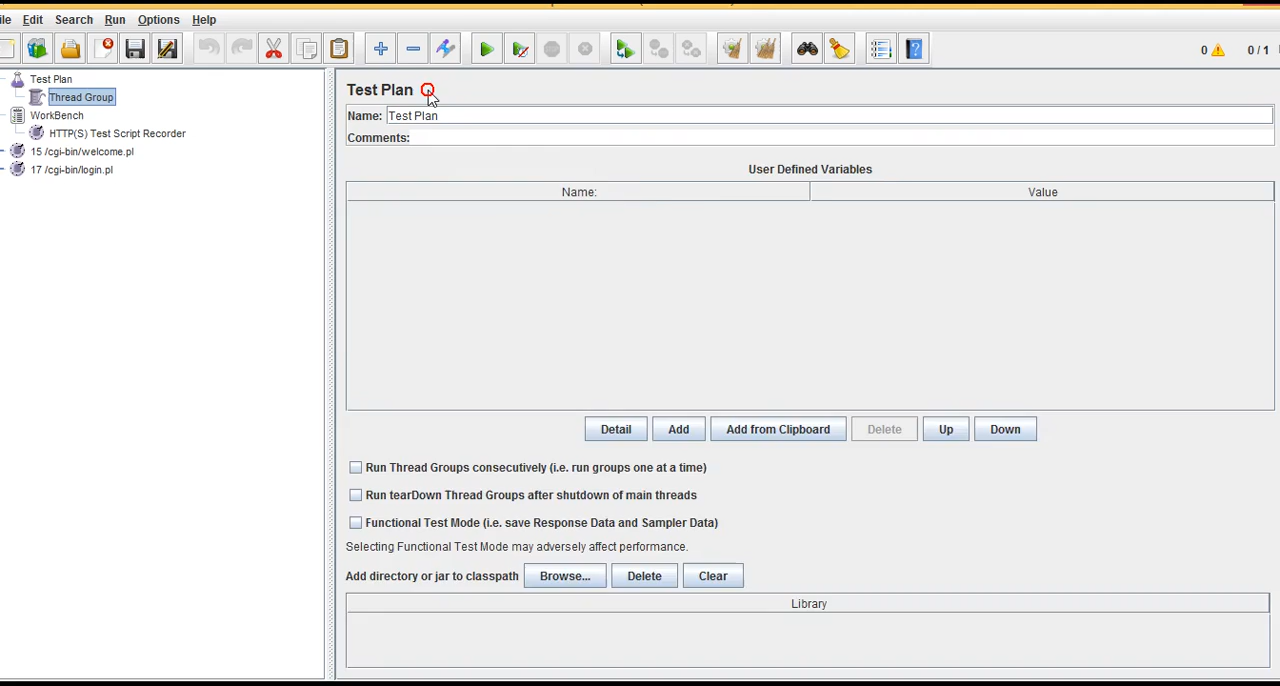 ile Edit Search Run Options Help
0 0 / 1
Test Plan
Thread Group
WorkBench
HTTP(S) Test Script Recorder
15 /cgi-bin/welcome.pl
17 /cgi-bin/login.pl
Test Plan
Name: Test Plan
Comments:
User Defined Variables
Name: Value
Detail Add Add from Clipboard Delete Up Down
Run Thread Groups consecutively (i.e. run groups one at a time)
Run tearDown Thread Groups after shutdown of main threads
Functional Test Mode (i.e. save Response Data and Sampler Data)
Selecting Functional Test Mode may adversely affect performance.
Add directory or jar to classpath Browse... Delete Clear
Library